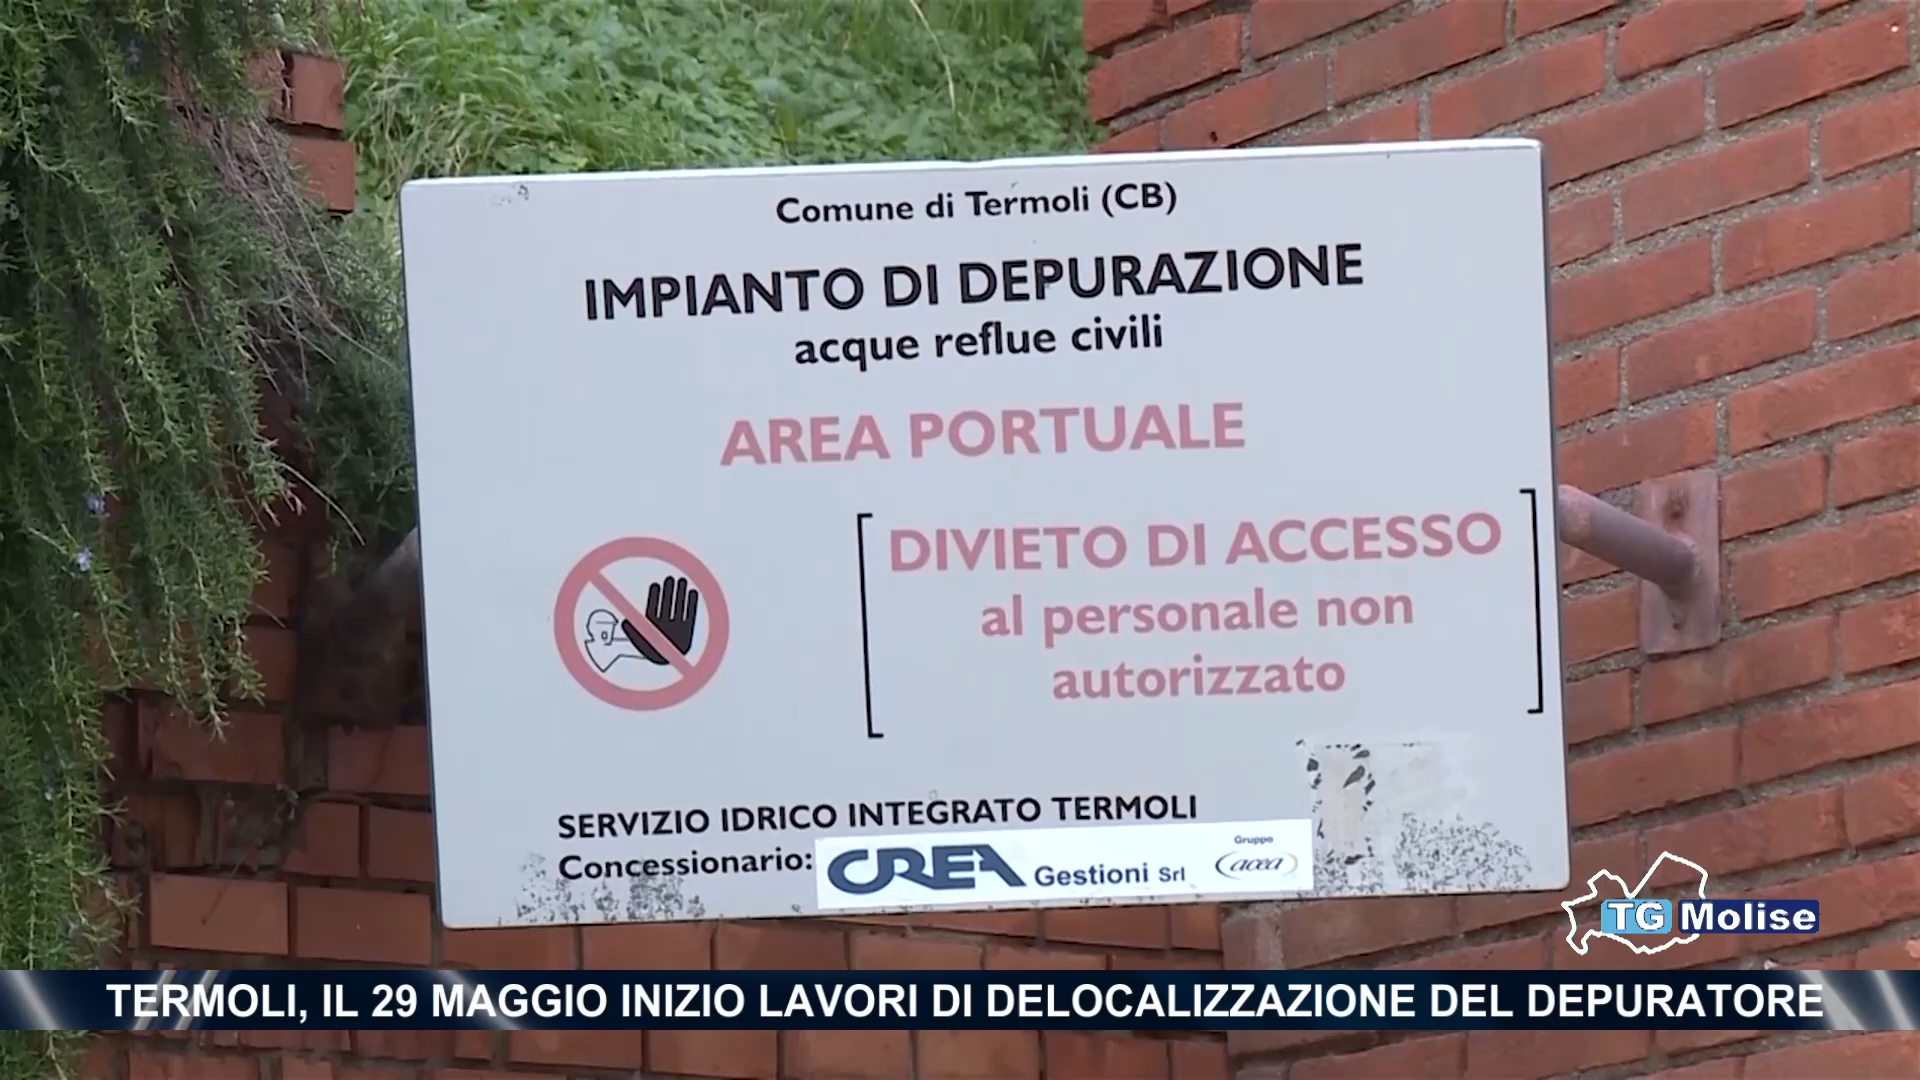 Comune di Termoli (CB)
IMPIANTO DI DEPURAZIONE
acque reflue civili
AREA PORTUALE
DIVIETO DI ACCESSO
al personale non
autorizzato
SERVIZIO IDRICO INTEGRATO TERMOLI
Concessionario: CREA Gestioni Srl Gruppo acea
TG Molise
TERMOLI, IL 29 MAGGIO INIZIO LAVORI DI DELOCALIZZAZIONE DEL DEPURATORE